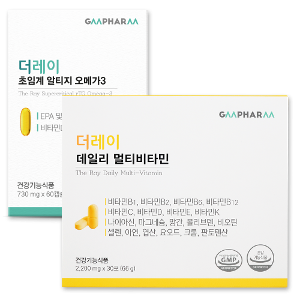 GAAPHARAA
더레이
초임계 알티지 오메가3
The Ray Supercritical rTG Omega-3
EPA 및
비타민
건강기능식품
730 mg x 60캡
GAAPHARAA
더레이
데일리 멀티비타민
The Ray Daily Multi-Vitamin
비타민B1, 비타민B2, 비타민B6, 비타민B12
비타민C, 비타민D, 비타민E, 비타민K
나이아신, 마그네슘, 망간, 몰리브덴, 비오틴
셀렌, 아연, 엽산, 요오드, 크롬, 판토텐산
건강기능식품
2,200 mg x 30포 (66 g)
GMP